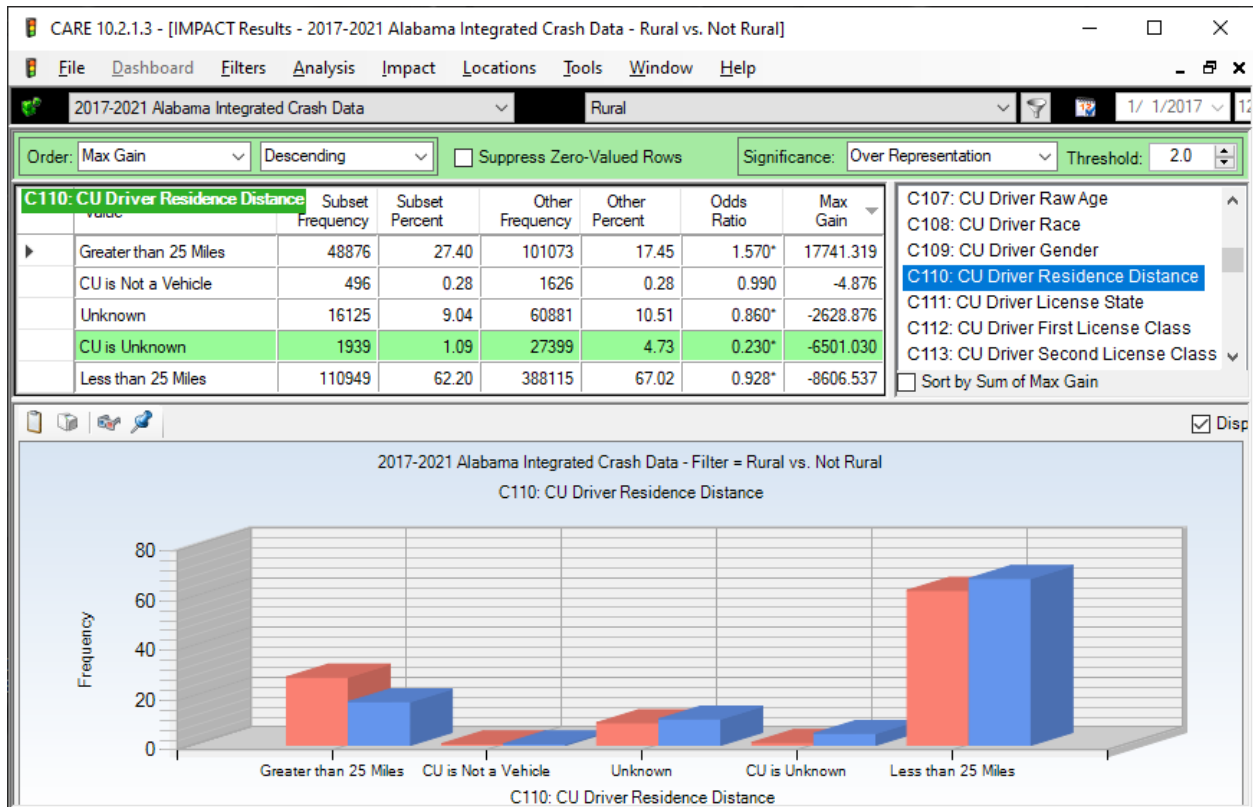 CARE 10.2.1.3 - [IMPACT Results - 2017-2021 Alabama Integrated Crash Data - Rural vs. Not Rural]
File Dashboard Filters Analysis Impact Locations Tools Window Help
2017-2021 Alabama Integrated Crash Data Rural 1/ 1/2017 12
Order: Max Gain Descending Suppress Zero-Valued Rows Significance: Over Representation Threshold: 2.0
C110: CU Driver Residence Distance
Subset Frequency Subset Percent Other Frequency Other Percent Odds Ratio Max Gain
Greater than 25 Miles 48876 27.40 101073 17.45 1.570* 17741.319
CU is Not a Vehicle 496 0.28 1626 0.28 0.990 -4.876
Unknown 16125 9.04 60881 10.51 0.860* -2628.876
CU is Unknown 1939 1.09 27399 4.73 0.230* -6501.030
Less than 25 Miles 110949 62.20 388115 67.02 0.928* -8606.537
C107: CU Driver Raw Age
C108: CU Driver Race
C109: CU Driver Gender
C110: CU Driver Residence Distance
C111: CU Driver License State
C112: CU Driver First License Class
C113: CU Driver Second License Class
Sort by Sum of Max Gain
Disp
2017-2021 Alabama Integrated Crash Data - Filter = Rural vs. Not Rural
C110: CU Driver Residence Distance
Frequency
80
60
40
20
0
Greater than 25 Miles CU is Not a Vehicle Unknown CU is Unknown Less than 25 Miles
C110: CU Driver Residence Distance